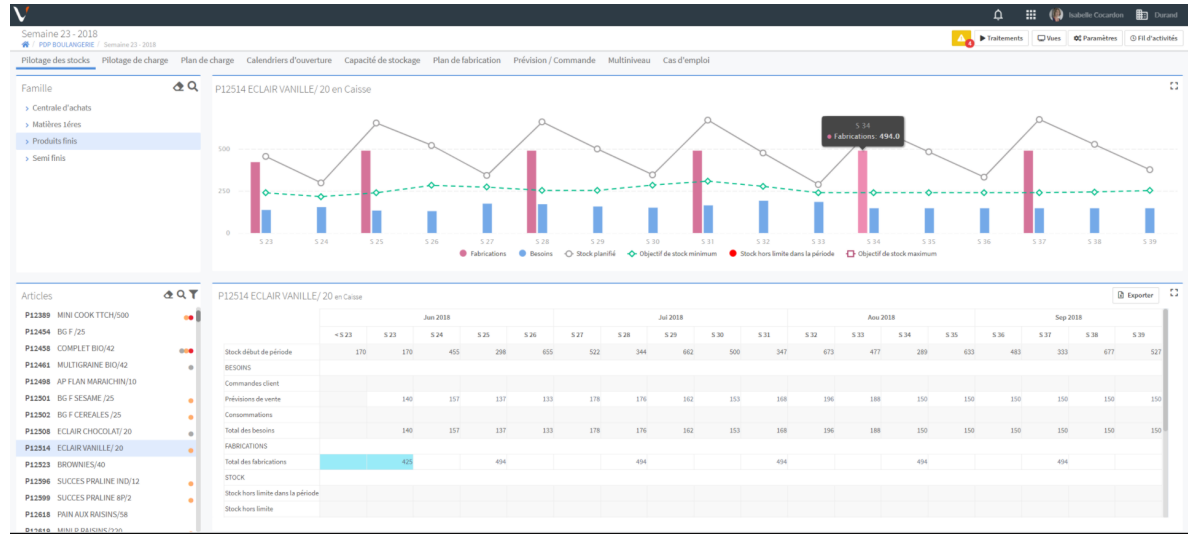 Isabelle Cocardon Durand
Semaine 23 - 2018
/ PDP BOULANGERIE / Semaine 23 - 2018
4 Traitements Vues Paramètres Fil d'activités
Pilotage des stocks Pilotage de charge Plan de charge Calendriers d'ouverture Capacité de stockage Plan de fabrication Prévision / Commande Multiniveau Cas d'emploi
Famille
> Centrale d'achats
> Matières 1éres
> Produits finis
> Semi finis
P12514 ECLAIR VANILLE/ 20 en Caisse
S 34
Fabrications: 494.0
500
250
0
S 23 S 24 S 25 S 26 S 27 S 28 S 29 S 30 S 31 S 32 S 33 S 34 S 35 S 36 S 37 S 38 S 39
Fabrications Besoins Stock planifié Objectif de stock minimum Stock hors limite dans la période Objectif de stock maximum
Articles
P12389 MINI COOK TTCH/500
P12454 BG F /25
P12458 COMPLET BIO/42
P12461 MULTIGRAINE BIO/42
P12498 AP FLAN MARAICHIN/10
P12501 BG F SESAME /25
P12502 BG F CEREALES /25
P12508 ECLAIR CHOCOLAT/ 20
P12514 ECLAIR VANILLE/ 20
P12523 BROWNIES/40
P12596 SUCCES PRALINE IND/12
P12599 SUCCES PRALINE 8P/2
P12618 PAIN AUX RAISINS/58
P12619 MINI P RAISINS/220
P12514 ECLAIR VANILLE/ 20 en Caisse
Exporter
Jun 2018 Jul 2018 Aou 2018 Sep 2018
< S 23 S 23 S 24 S 25 S 26 S 27 S 28 S 29 S 30 S 31 S 32 S 33 S 34 S 35 S 36 S 37 S 38 S 39
Stock début de période 170 170 455 298 655 522 344 662 500 347 673 477 289 633 483 333 677 527
BESOINS
Commandes client
Prévisions de vente 140 157 137 133 178 176 162 153 168 196 188 150 150 150 150 150 150
Consommations
Total des besoins 140 157 137 133 178 176 162 153 168 196 188 150 150 150 150 150 150
FABRICATIONS
Total des fabrications 425 494 494 494 494 494
STOCK
Stock hors limite dans la période
Stock hors limite